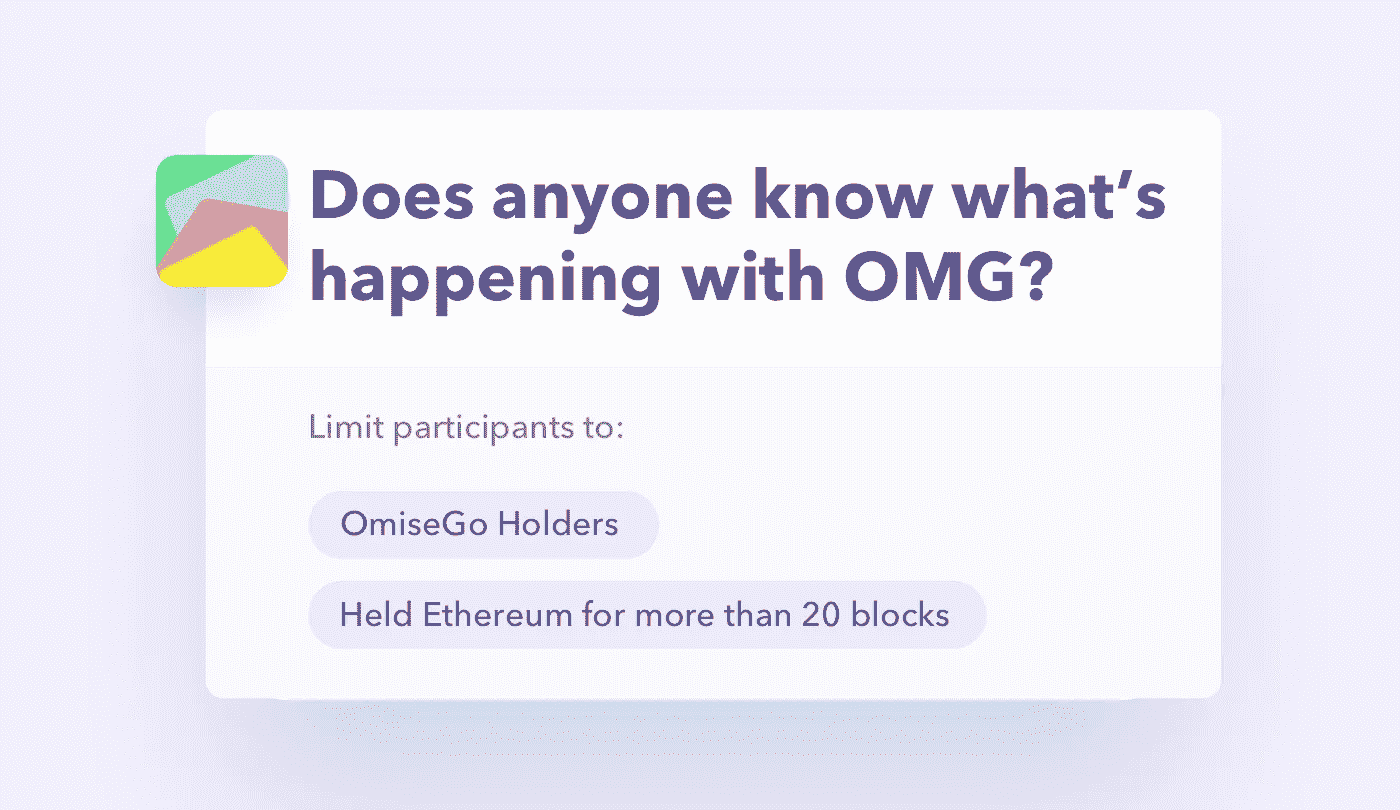 Does anyone know what’s
happening with OMG?
Limit participants to:
OmiseGo Holders
Held Ethereum for more than 20 blocks